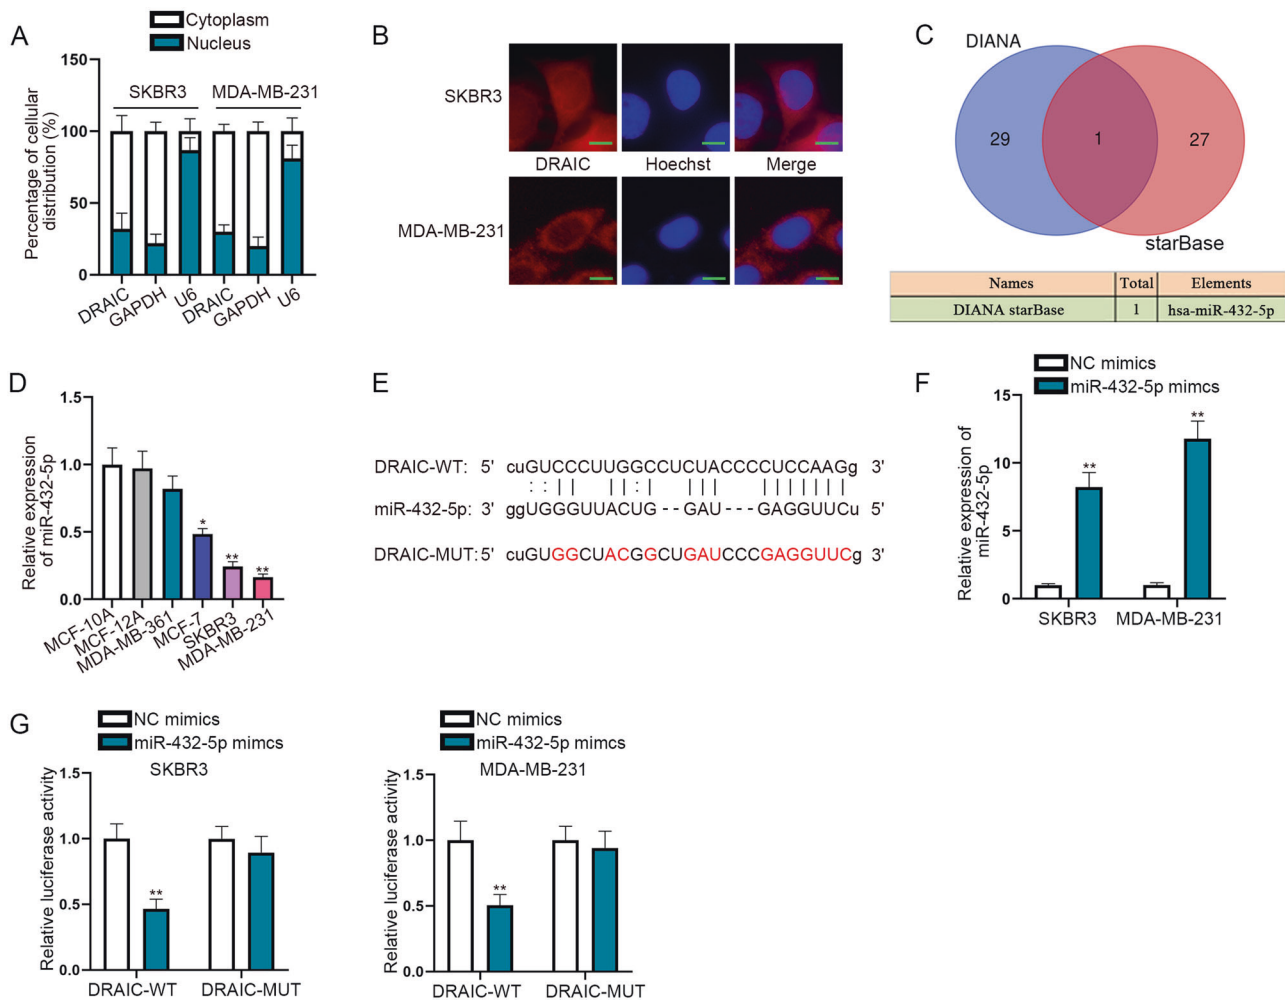 A
Cytoplasm
Nucleus
Percentage of cellular
distribution (%)
150
100
50
0
SKBR3
MDA-MB-231
DRAIC
GAPDH
U6
DRAIC
GAPDH
U6
B
SKBR3
DRAIC
Hoechst
Merge
MDA-MB-231
C
DIANA
29
1
27
starBase
Names Total Elements
DIANA starBase 1 hsa-miR-432-5p
D
Relative expression
of miR-432-5p
1.5
1.0
0.5
0.0
*
**
**
MCF-10A
MCF-12A
MDA-MB-361
MCF-7
SKBR3
MDA-MB-231
E
DRAIC-WT: 5' cuGUCCCUUGGCCUCUACCCCUCCAAGg 3'
miR-432-5p: 3' ggUGGGUUACUG--GAU---GAGGUUCu 5'
DRAIC-MUT: 5' cuGUGGCUACGGCUGAUCCCGAGGUUCg 3'
F
NC mimics
miR-432-5p mimcs
Relative expression of
miR-432-5p
15
10
5
0
**
**
SKBR3
MDA-MB-231
G
NC mimics
miR-432-5p mimcs
SKBR3
Relative luciferase activity
1.5
1.0
0.5
0.0
**
DRAIC-WT
DRAIC-MUT
NC mimics
miR-432-5p mimcs
MDA-MB-231
Relative luciferase activity
1.5
1.0
0.5
0.0
**
DRAIC-WT
DRAIC-MUT